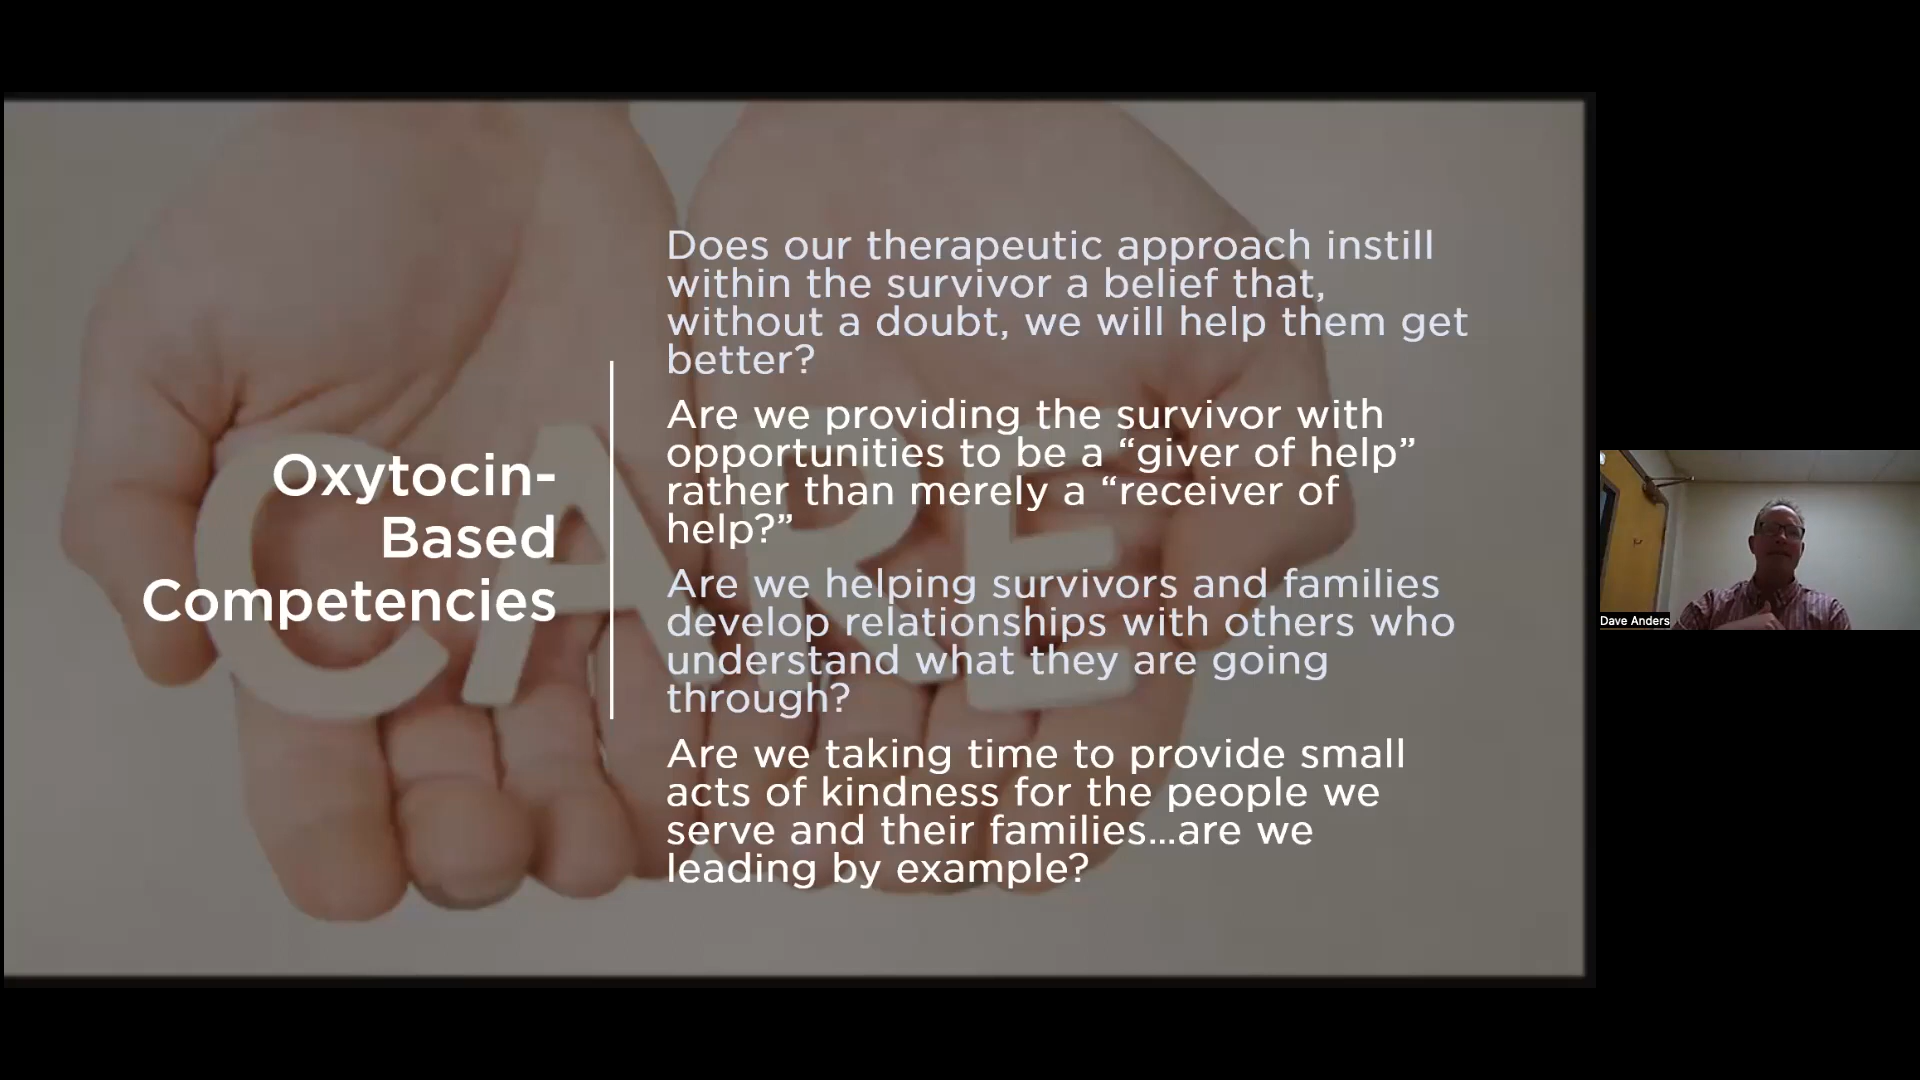 Oxytocin-
Based
Competencies
Does our therapeutic approach instill
within the survivor a belief that,
without a doubt, we will help them get
better?
Are we providing the survivor with
opportunities to be a “giver of help”
rather than merely a “receiver of
help?”
Are we helping survivors and families
develop relationships with others who
understand what they are going
through?
Are we taking time to provide small
acts of kindness for the people we
serve and their families...are we
leading by example?
CARE
Dave Anders